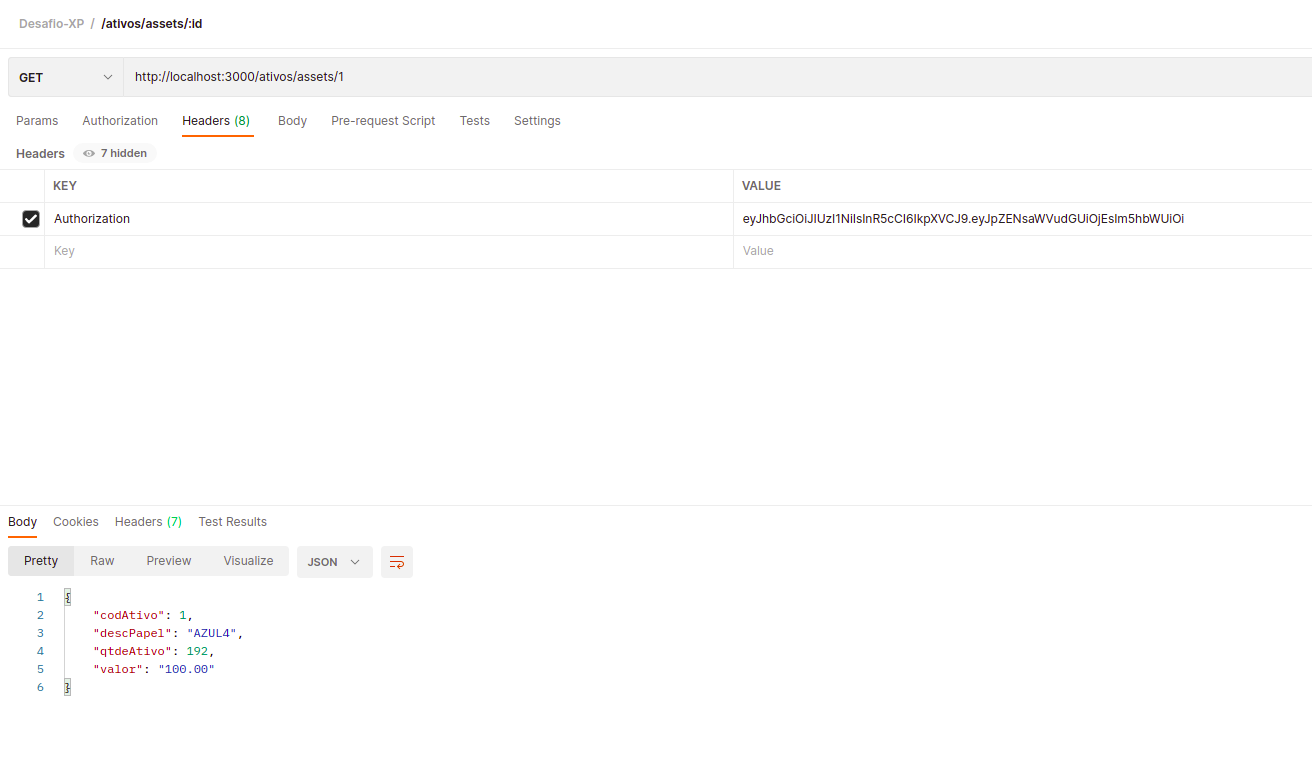 Desafio-XP / /ativos/assets/:id
GET http://localhost:3000/ativos/assets/1
Params Authorization Headers (8) Body Pre-request Script Tests Settings
Headers 7 hidden
KEY VALUE
Authorization eyJhbGciOiJIUzI1NiIsInR5cCI6IkpXVCJ9.eyJpZENsaWVudGUiOjEsIm5hbWUiOi
Key Value
Body Cookies Headers (7) Test Results
Pretty Raw Preview Visualize JSON
1 {
2 "codAtivo": 1,
3 "descPapel": "AZUL4",
4 "qtdeAtivo": 192,
5 "valor": "100.00"
6 }